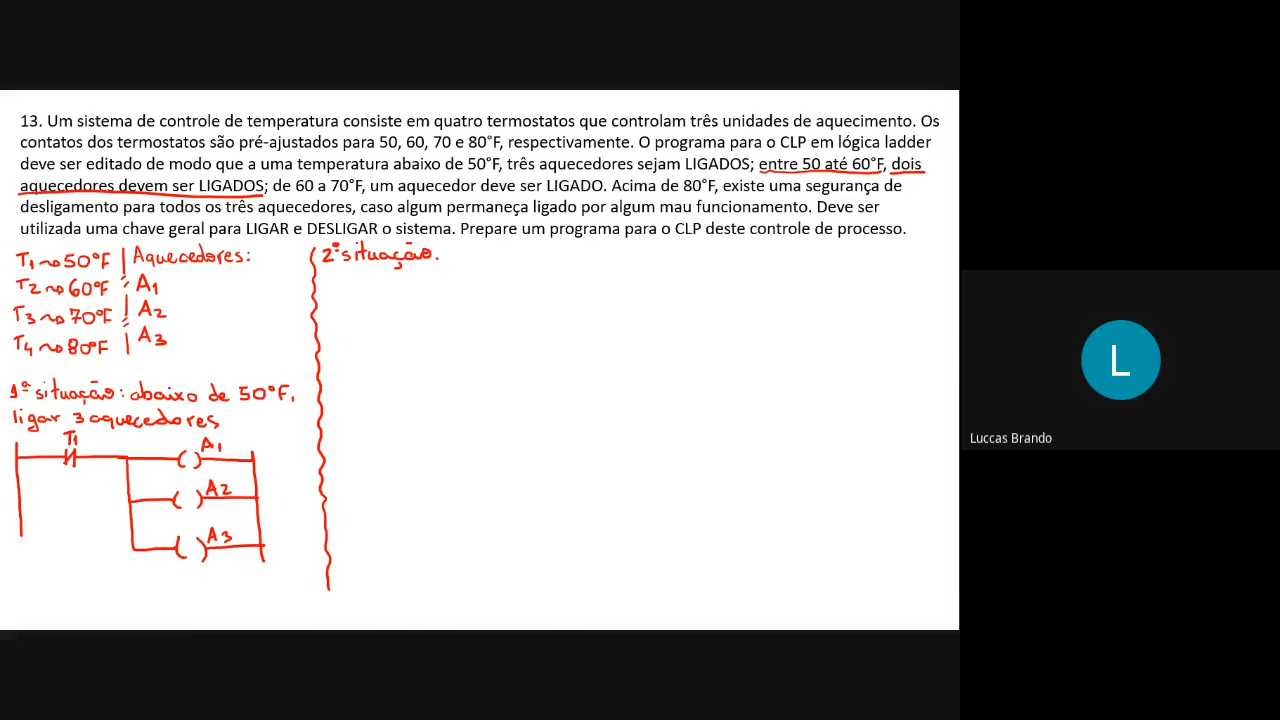 13. Um sistema de controle de temperatura consiste em quatro termostatos que controlam três unidades de aquecimento. Os
contatos dos termostatos são pré-ajustados para 50, 60, 70 e 80°F, respectivamente. O programa para o CLP em lógica ladder
deve ser editado de modo que a uma temperatura abaixo de 50°F, três aquecedores sejam LIGADOS; entre 50 até 60°F, dois
aquecedores devem ser LIGADOS; de 60 a 70°F, um aquecedor deve ser LIGADO. Acima de 80°F, existe uma segurança de
desligamento para todos os três aquecedores, caso algum permaneça ligado por algum mau funcionamento. Deve ser
utilizada uma chave geral para LIGAR e DESLIGAR o sistema. Prepare um programa para o CLP deste controle de processo.
T1 ~> 50°F
T2 ~> 60°F
T3 ~> 70°F
T4 ~> 80°F
Aquecedores:
A1
A2
A3
1ª situação: abaixo de 50°F,
ligar 3 aquecedores
T1
A1
A2
A3
2ª situação.
L
Luccas Brando